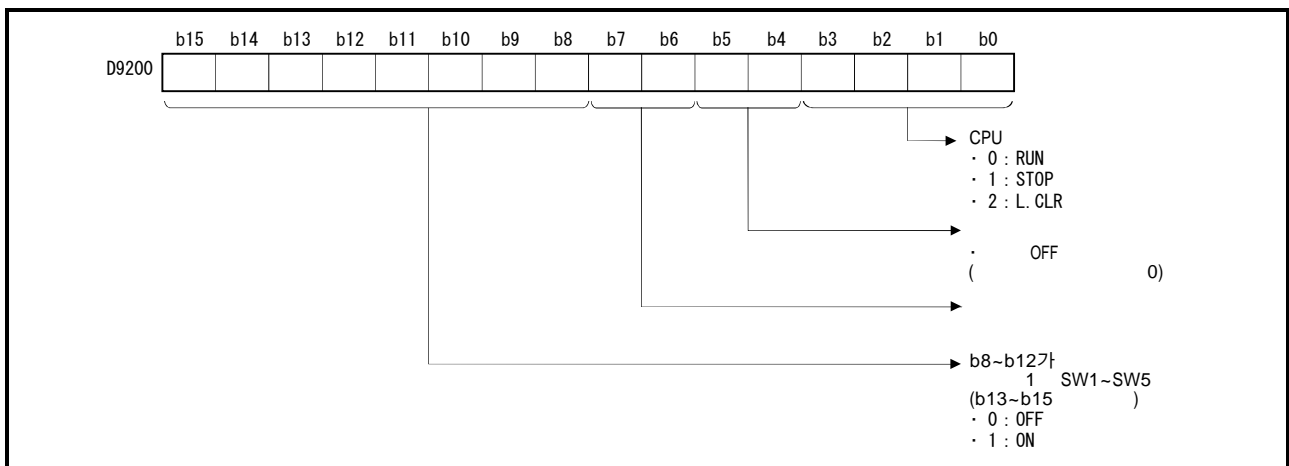 b15 b14 b13 b12 b11 b10 b9 b8 b7 b6 b5 b4 b3 b2 b1 b0
D9200
CPU
· 0 : RUN
· 1 : STOP
· 2 : L.CLR
· OFF
( 0)
b8~b12가
1 SW1~SW5
(b13~b15 )
· 0 : OFF
· 1 : ON